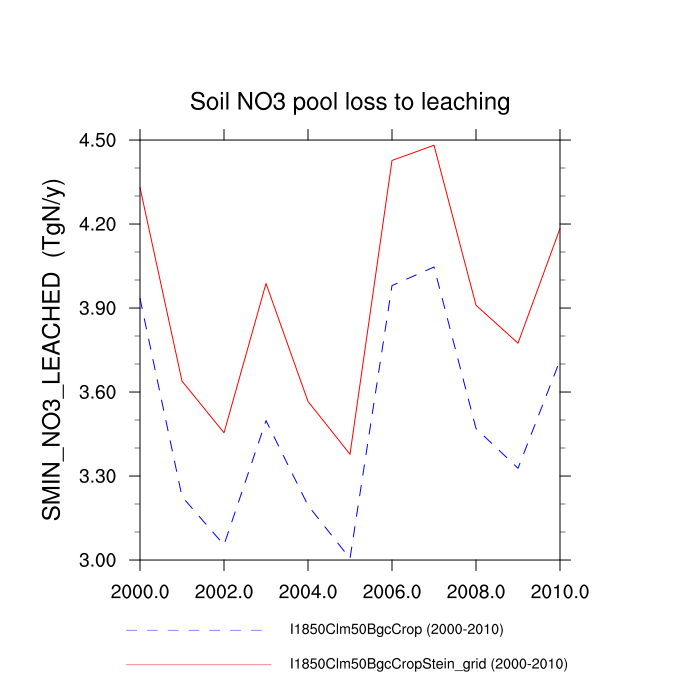 Soil NO3 pool loss to leaching
SMIN_NO3_LEACHED (TgN/y)
4.50
4.20
3.90
3.60
3.30
3.00
2000.0 2002.0 2004.0 2006.0 2008.0 2010.0
I1850Clm50BgcCrop (2000-2010)
I1850Clm50BgcCropStein_grid (2000-2010)